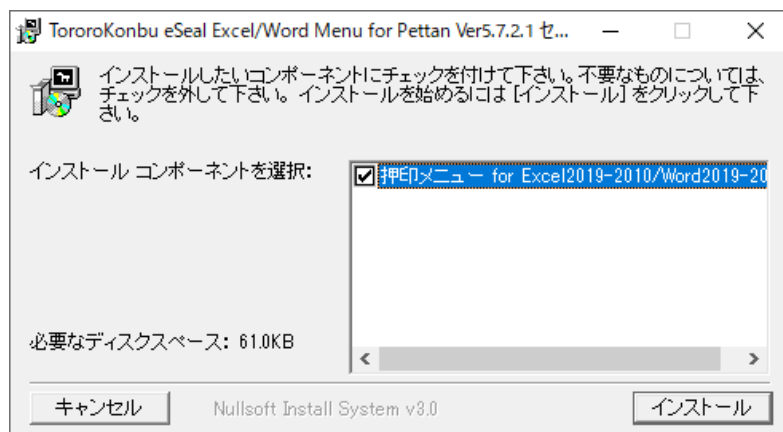 TororoKonbu eSeal Excel/Word Menu for Pettan Ver5.7.2.1 セ...
インストールしたいコンポーネントにチェックを付けて下さい。不要なものについては、
チェックを外して下さい。インストールを始めるには [インストール] をクリックして下
さい。
インストール コンポーネントを選択:
押印メニュー for Excel2019-2010/Word2019-20
必要なディスクスペース: 61.0KB
キャンセル
Nullsoft Install System v3.0
インストール